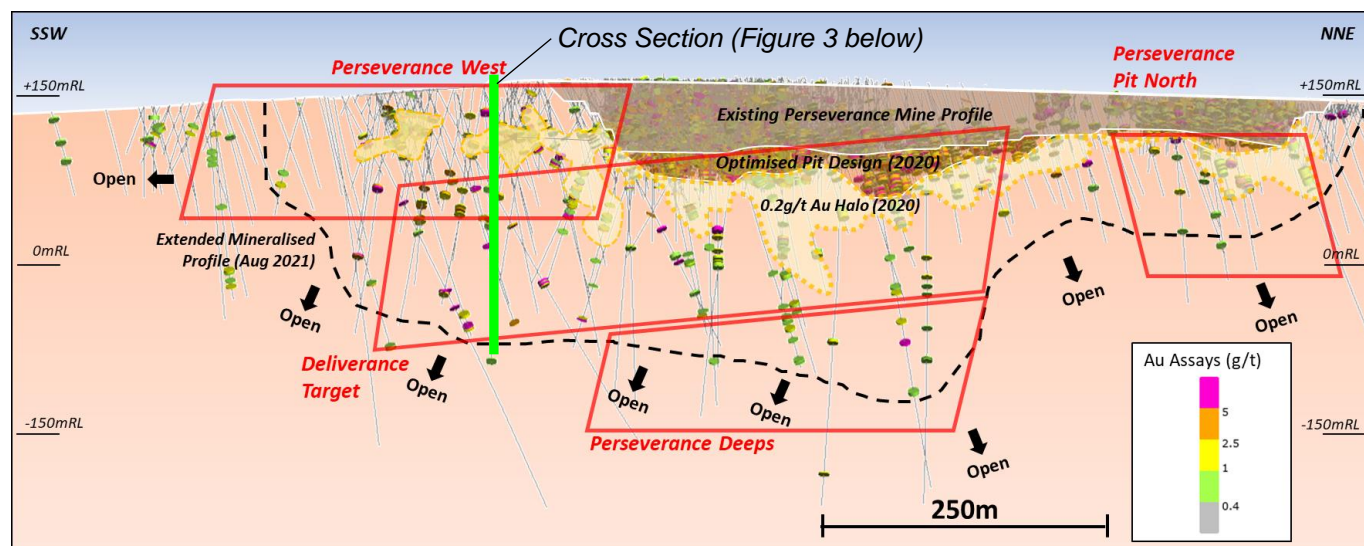 SSW
Cross Section (Figure 3 below)
NNE
Perseverance West
Perseverance
Pit North
+150mRL
+150mRL
Existing Perseverance Mine Profile
Optimised Pit Design (2020)
Open
0.2g/t Au Halo (2020)
Extended Mineralised
Profile (Aug 2021)
0mRL
0mRL
Open
Open
Open
Deliverance
Target
Open
Open
Open
Perseverance Deeps
Open
-150mRL
-150mRL
250m
Au Assays (g/t)
5
2.5
1
0.4